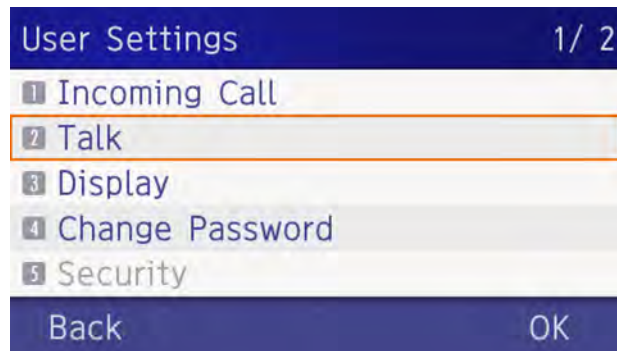 User Settings 1/ 2
1 Incoming Call
2 Talk
3 Display
4 Change Password
5 Security
Back OK